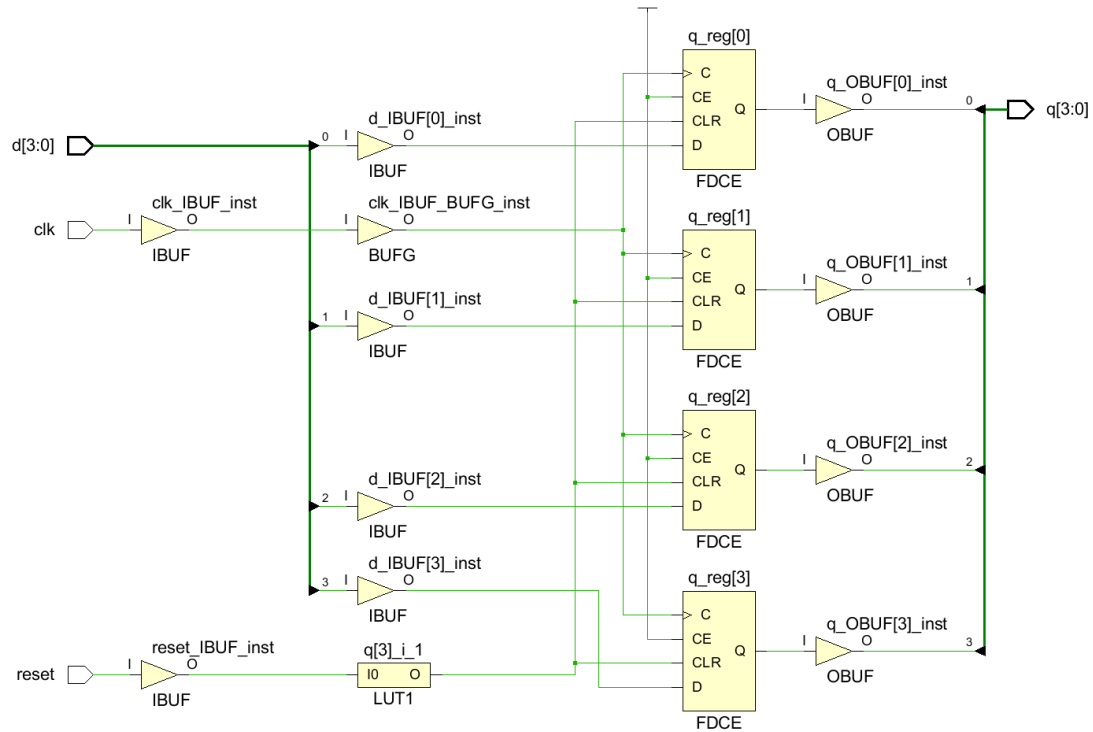 q_reg[0]
C
CE
CLR
D
Q
FDCE
q_OBUF[0]_inst
I
O
OBUF
0
q[3:0]
d[3:0]
0
d_IBUF[0]_inst
I
O
IBUF
clk
clk_IBUF_inst
I
O
IBUF
clk_IBUF_BUFG_inst
I
O
BUFG
q_reg[1]
C
CE
CLR
D
Q
FDCE
q_OBUF[1]_inst
I
O
OBUF
1
1
d_IBUF[1]_inst
I
O
IBUF
q_reg[2]
C
CE
CLR
D
Q
FDCE
q_OBUF[2]_inst
I
O
OBUF
2
2
d_IBUF[2]_inst
I
O
IBUF
3
d_IBUF[3]_inst
I
O
IBUF
q_reg[3]
C
CE
CLR
D
Q
FDCE
q_OBUF[3]_inst
I
O
OBUF
3
reset
reset_IBUF_inst
I
O
IBUF
q[3]_i_1
I0
O
LUT1